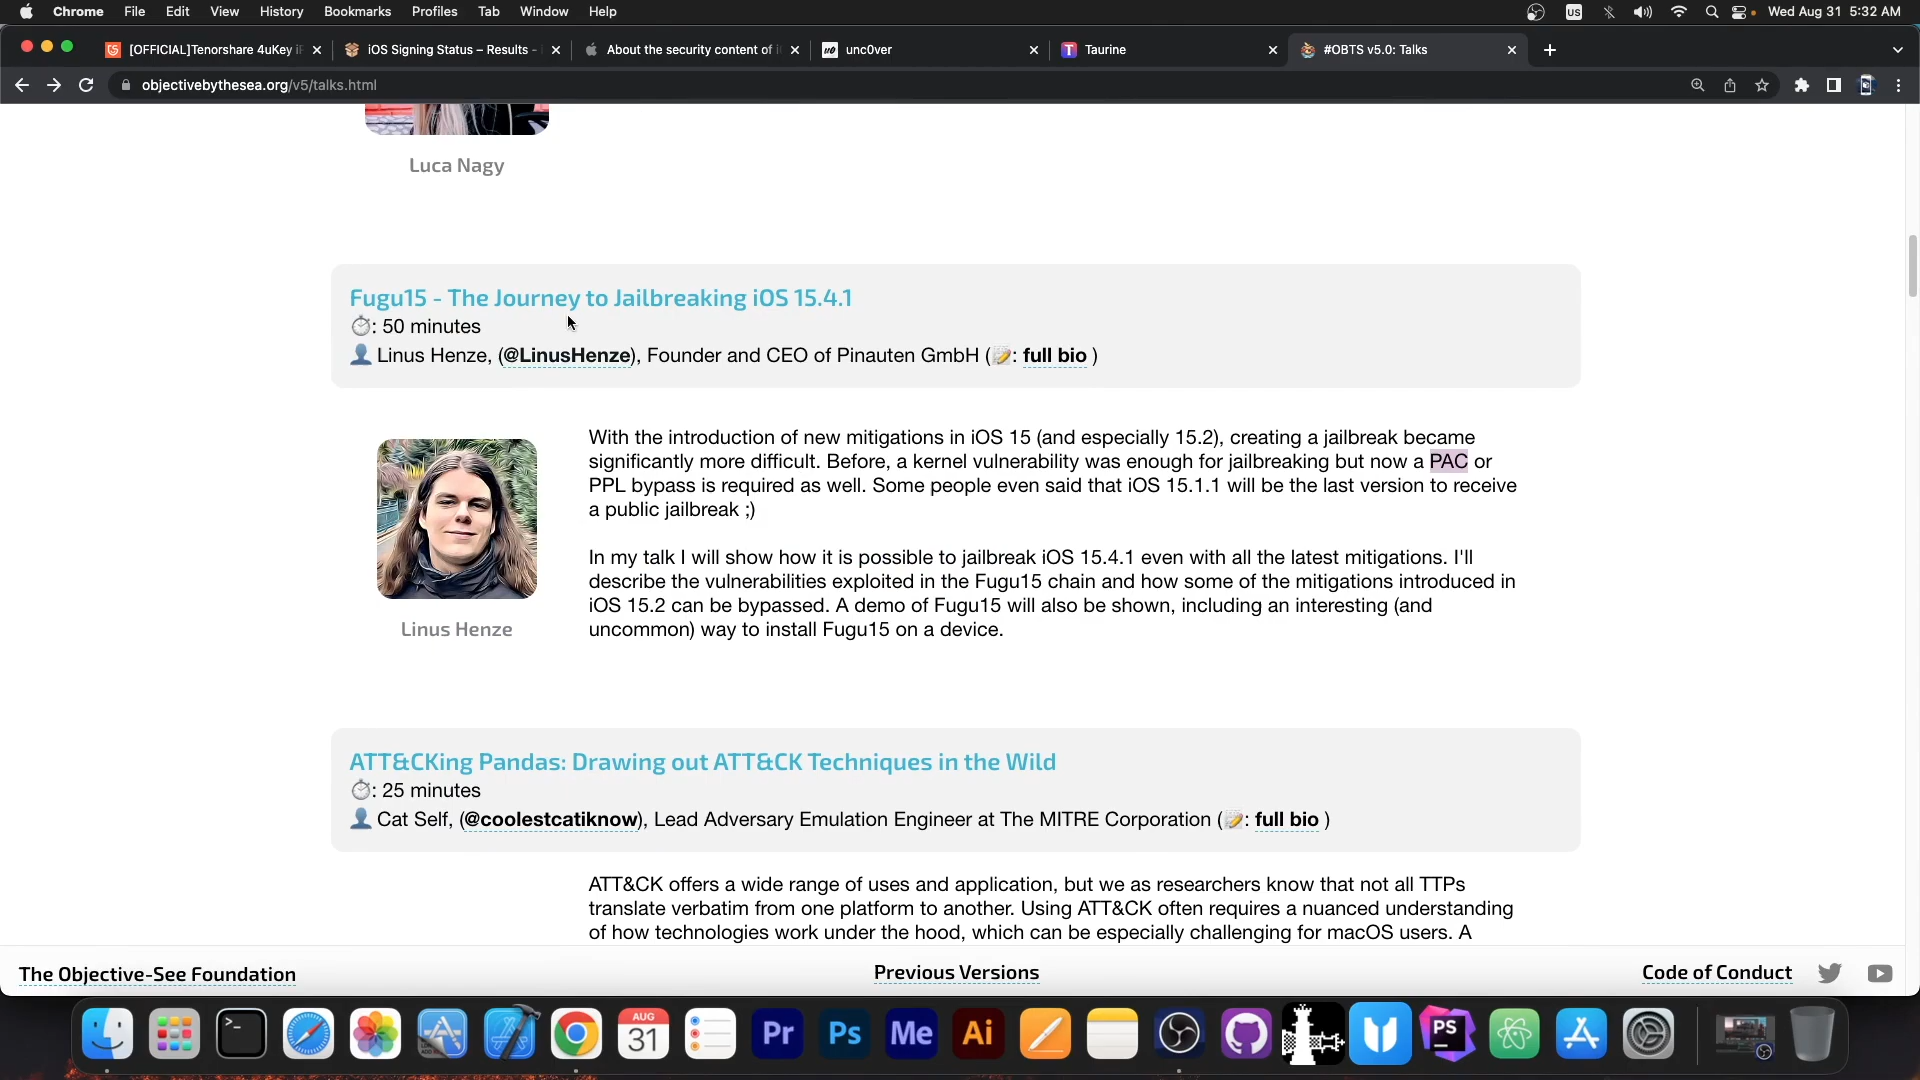 Chrome File Edit View History Bookmarks Profiles Tab Window Help US Wed Aug 31 5:32 AM
[OFFICIAL]Tenorshare 4uKey iP iOS Signing Status – Results - About the security content of i unc0ver Taurine #OBTS v5.0: Talks
objectivebythesea.org/v5/talks.html
Luca Nagy
Fugu15 - The Journey to Jailbreaking iOS 15.4.1
⏱: 50 minutes
👤 Linus Henze, (@LinusHenze), Founder and CEO of Pinauten GmbH (📝: full bio )
With the introduction of new mitigations in iOS 15 (and especially 15.2), creating a jailbreak became
significantly more difficult. Before, a kernel vulnerability was enough for jailbreaking but now a PAC or
PPL bypass is required as well. Some people even said that iOS 15.1.1 will be the last version to receive
a public jailbreak ;)
In my talk I will show how it is possible to jailbreak iOS 15.4.1 even with all the latest mitigations. I'll
describe the vulnerabilities exploited in the Fugu15 chain and how some of the mitigations introduced in
iOS 15.2 can be bypassed. A demo of Fugu15 will also be shown, including an interesting (and
uncommon) way to install Fugu15 on a device.
Linus Henze
ATT&CKing Pandas: Drawing out ATT&CK Techniques in the Wild
⏱: 25 minutes
👤 Cat Self, (@coolestcatiknow), Lead Adversary Emulation Engineer at The MITRE Corporation (📝: full bio )
ATT&CK offers a wide range of uses and application, but we as researchers know that not all TTPs
translate verbatim from one platform to another. Using ATT&CK often requires a nuanced understanding
of how technologies work under the hood, which can be especially challenging for macOS users. A
The Objective-See Foundation Previous Versions Code of Conduct
AUG
31
Pr Ps Me Ai PS